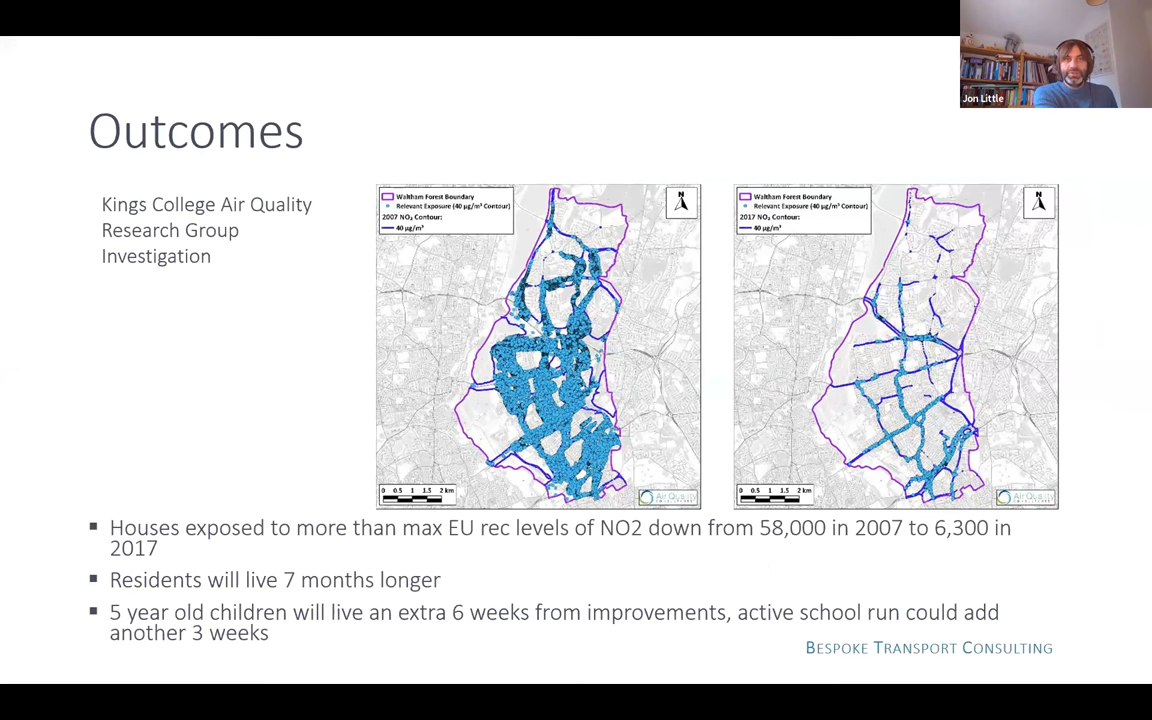 Jon Little
Outcomes
Kings College Air Quality
Research Group
Investigation
Waltham Forest Boundary
Relevant Exposure (40 µg/m³ Contour)
2007 NO₂ Contour:
40 µg/m³
N
0 0.5 1 1.5 2 km
Air Quality
Waltham Forest Boundary
Relevant Exposure (40 µg/m³ Contour)
2017 NO₂ Contour:
40 µg/m³
N
0 0.5 1 1.5 2 km
Air Quality
▪ Houses exposed to more than max EU rec levels of NO2 down from 58,000 in 2007 to 6,300 in
2017
▪ Residents will live 7 months longer
▪ 5 year old children will live an extra 6 weeks from improvements, active school run could add
another 3 weeks
BESPOKE TRANSPORT CONSULTING